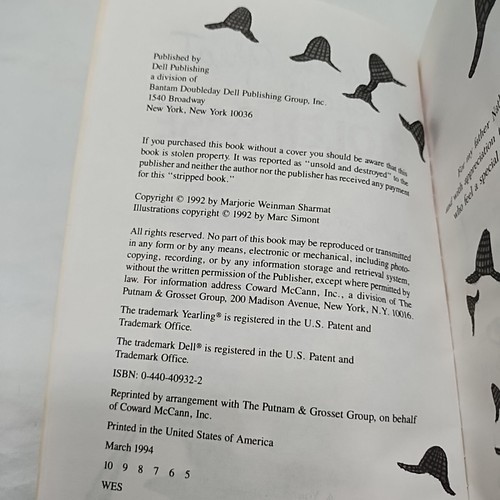 Published by
Dell Publishing
a division of
Bantam Doubleday Dell Publishing Group, Inc.
1540 Broadway
New York, New York 10036
If you purchased this book without a cover you should be aware that this
book is stolen property. It was reported as "unsold and destroyed" to the
publisher and neither the author nor the publisher has received any payment
for this "stripped book."
Copyright © 1992 by Marjorie Weinman Sharmat
Illustrations copyright © 1992 by Marc Simont
All rights reserved. No part of this book may be reproduced or transmitted
in any form or by any means, electronic or mechanical, including photo-
copying, recording, or by any information storage and retrieval system,
without the written permission of the Publisher, except where permitted by
law. For information address Coward McCann, Inc., a division of The
Putnam & Grosset Group, 200 Madison Avenue, New York, N.Y. 10016.
The trademark Yearling® is registered in the U.S. Patent and
Trademark Office.
The trademark Dell® is registered in the U.S. Patent and
Trademark Office.
ISBN: 0-440-40932-2
Reprinted by arrangement with The Putnam & Grosset Group, on behalf
of Coward McCann, Inc.
Printed in the United States of America
March 1994
10 9 8 7 6 5
WES
For my father
and with appreciation
who feel a special